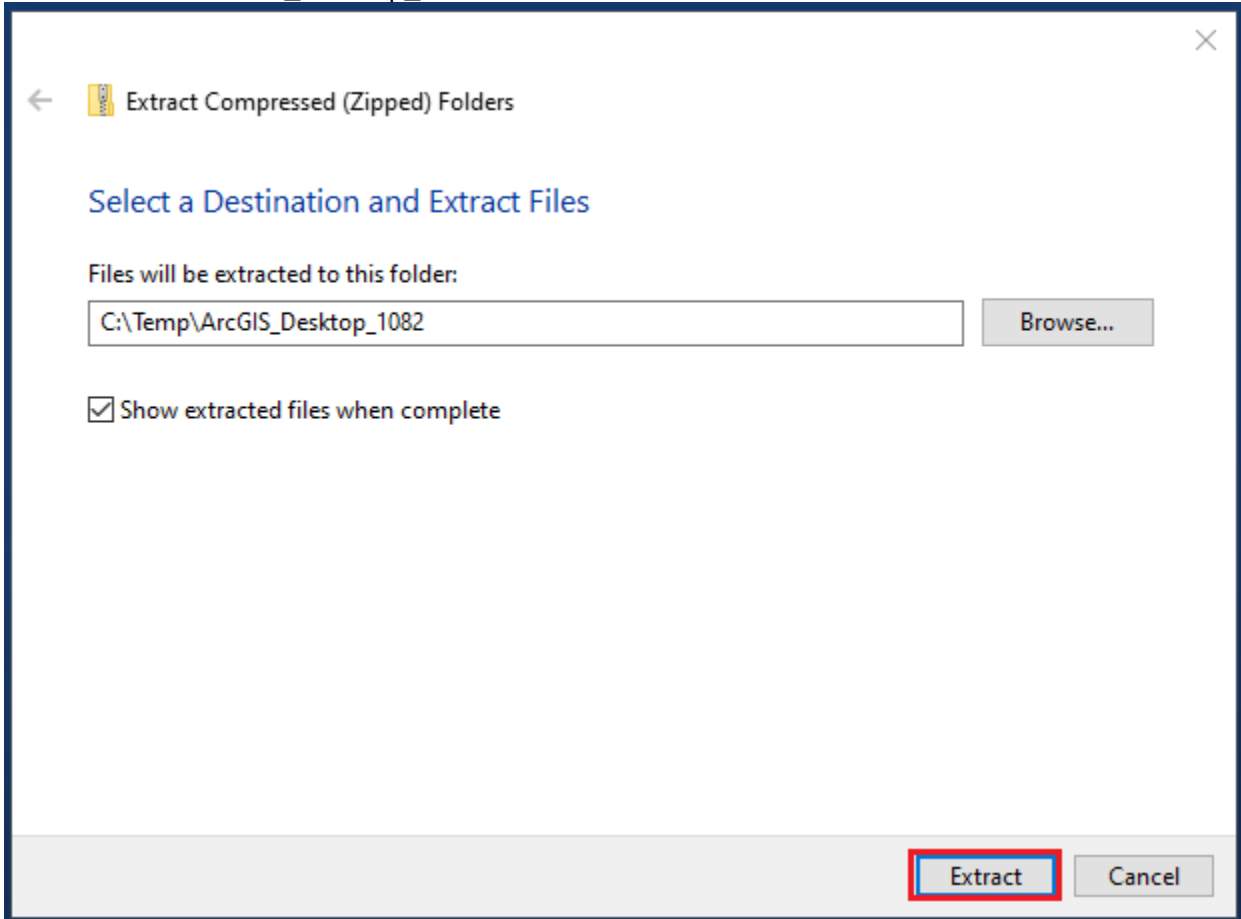 Extract Compressed (Zipped) Folders
Select a Destination and Extract Files
Files will be extracted to this folder:
C:\Temp\ArcGIS_Desktop_1082
Browse...
Show extracted files when complete
Extract
Cancel